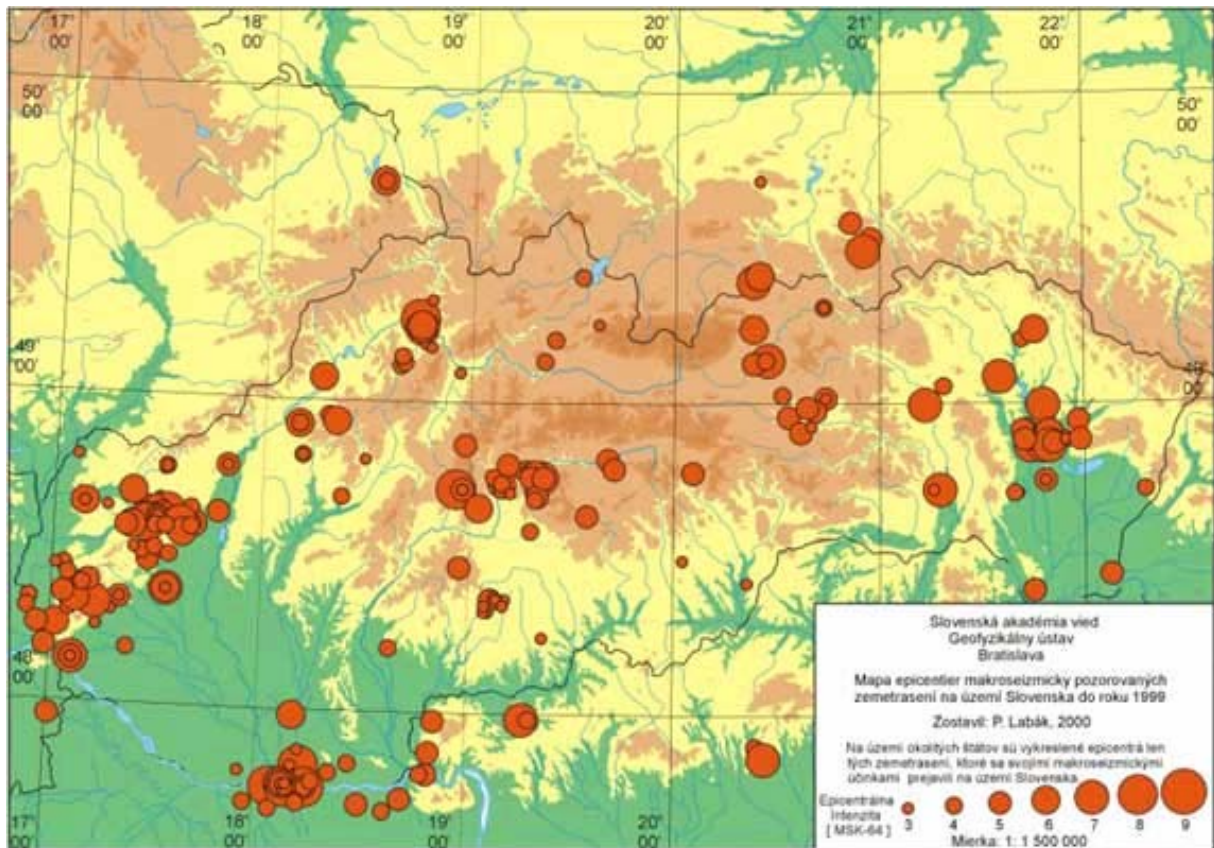 17° 18° 19° 20° 21° 22°
00' 00' 00' 00' 00' 00'
50° 50°
00' 00'
49° 49°
00' 00'
48°
00'
17° 18° 19° 20°
00' 00' 00' 00'
Slovenská akadémia vied
Geofyzikálny ústav
Bratislava
Mapa epicentier makroseizmicky pozorovaných
zemetrasení na území Slovenska do roku 1999
Zostavil: P. Labák, 2000
Na území okolitých štátov sú vykreslené epicentrá len
tých zemetrasení, ktoré sa svojimi makroseizmickými
účinkami prejavili na území Slovenska
Epicentrálna
Intenzita
[ MSK-64 ]
3 4 5 6 7 8 9
Mierka: 1: 1 500 000